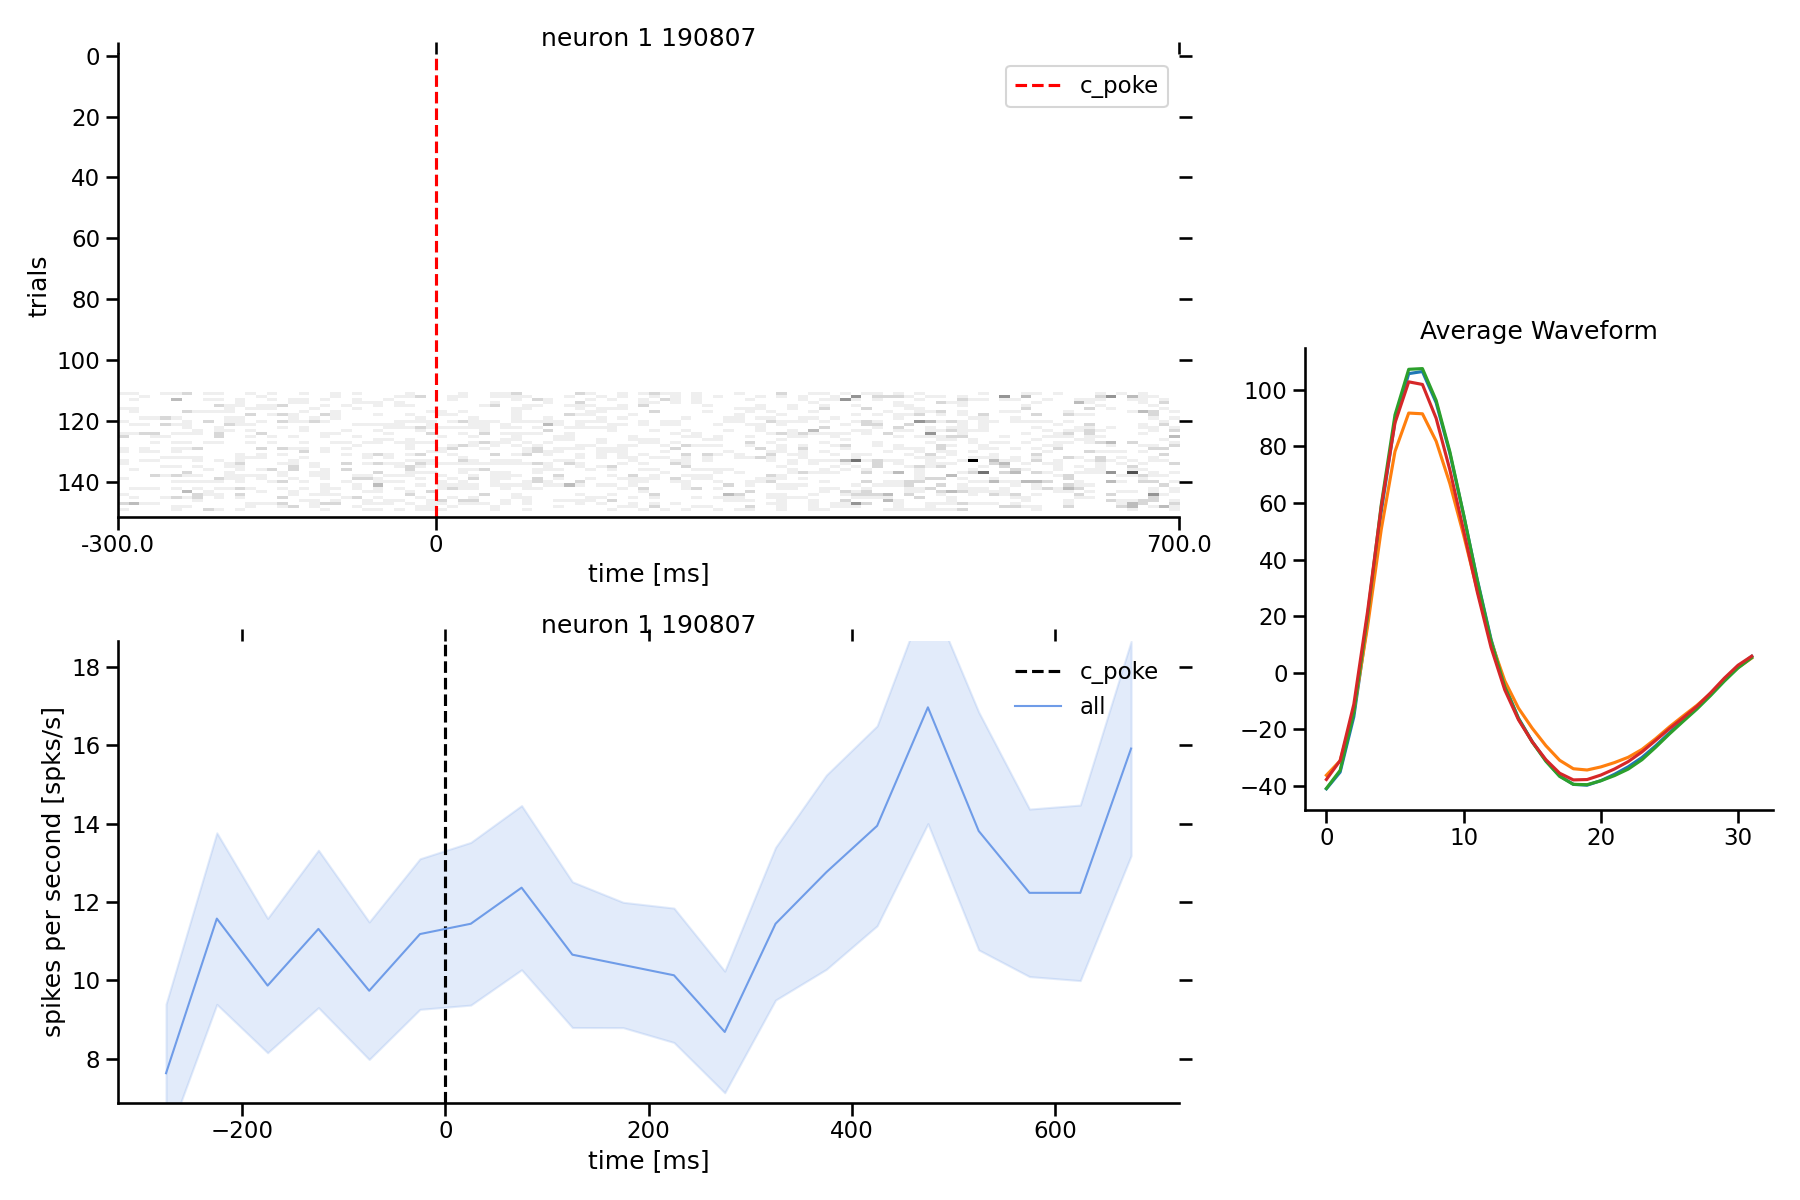 neuron 1 190807
c_poke
trials
0
20
40
60
80
100
120
140
-300.0 0 700.0
time [ms]
neuron 1 190807
c_poke
all
spikes per second [spks/s]
18
16
14
12
10
8
−200 0 200 400 600
time [ms]
Average Waveform
100
80
60
40
20
0
−20
−40
0 10 20 30